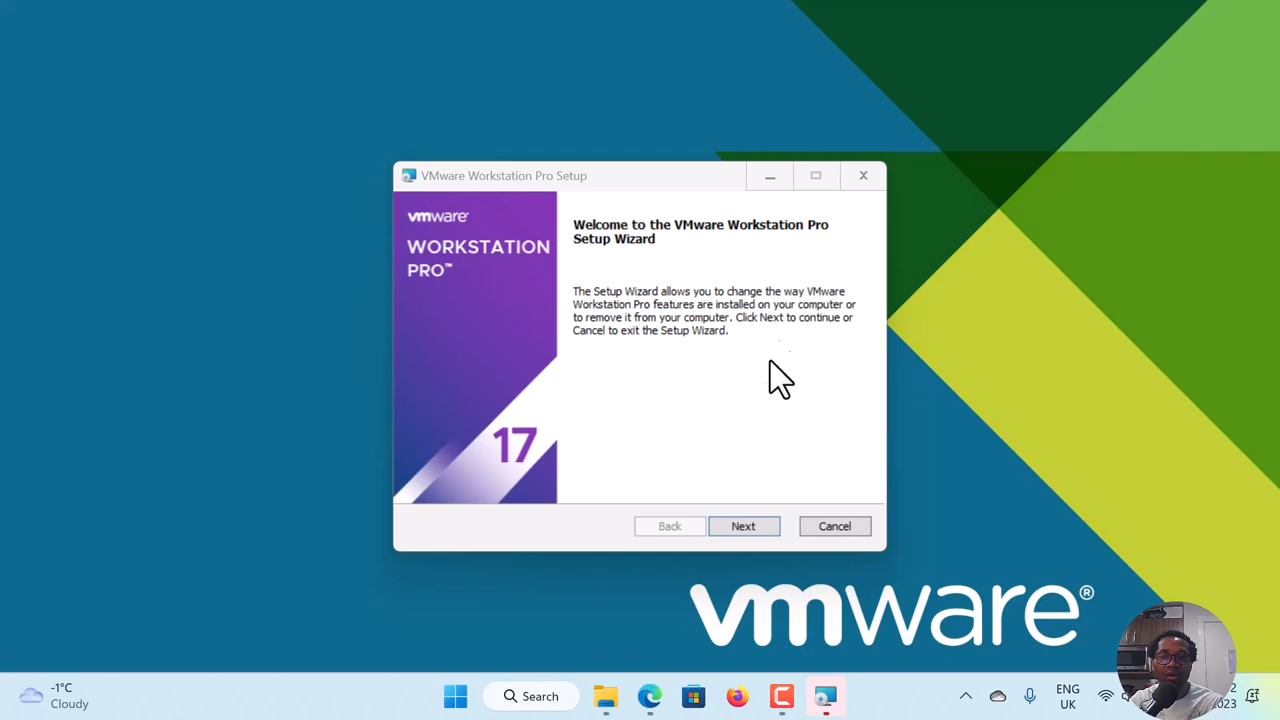 VMware Workstation Pro Setup
vmware®
WORKSTATION
PRO™
17
Welcome to the VMware Workstation Pro
Setup Wizard
The Setup Wizard allows you to change the way VMware
Workstation Pro features are installed on your computer or
to remove it from your computer. Click Next to continue or
Cancel to exit the Setup Wizard.
Back
Next
Cancel
vmware®
-1°C
Cloudy
Search
ENG
UK
2
2023